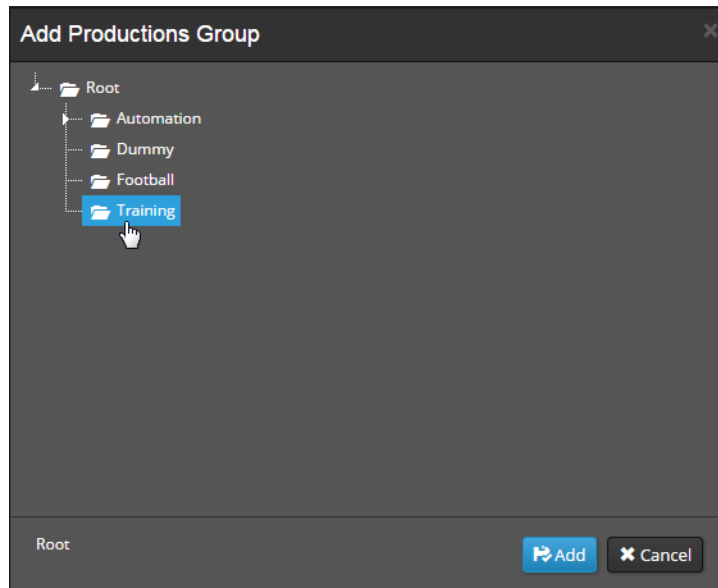 Add Productions Group
Root
Automation
Dummy
Football
Training
Root
Add
Cancel